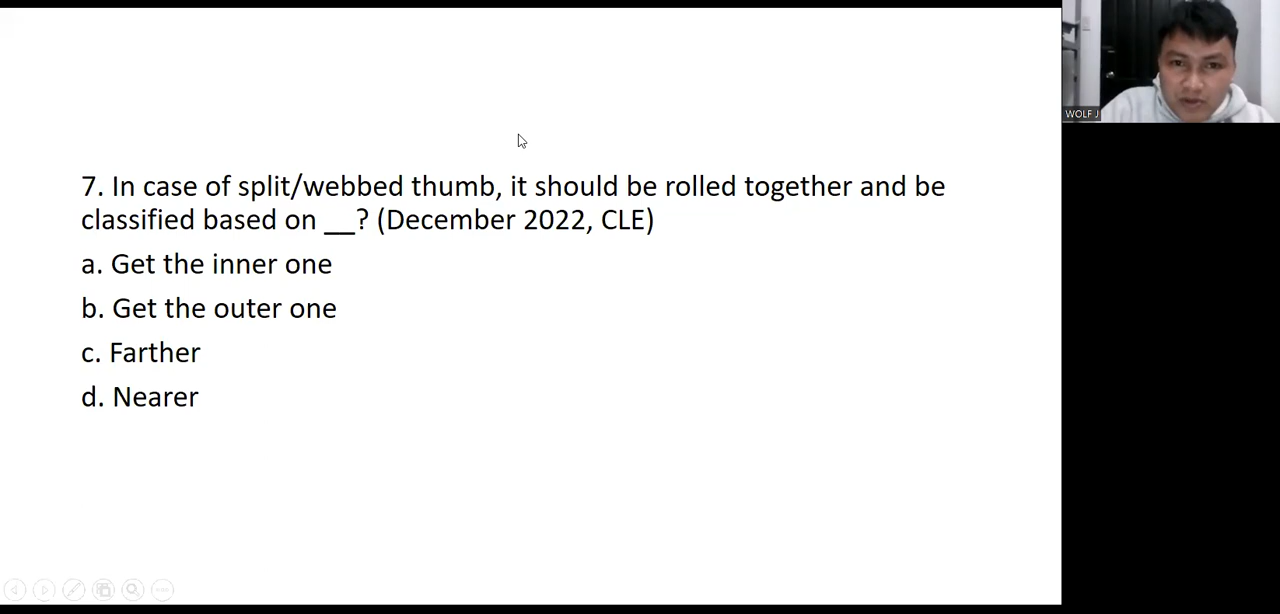 WOLF J
7. In case of split/webbed thumb, it should be rolled together and be
classified based on __? (December 2022, CLE)
a. Get the inner one
b. Get the outer one
c. Farther
d. Nearer